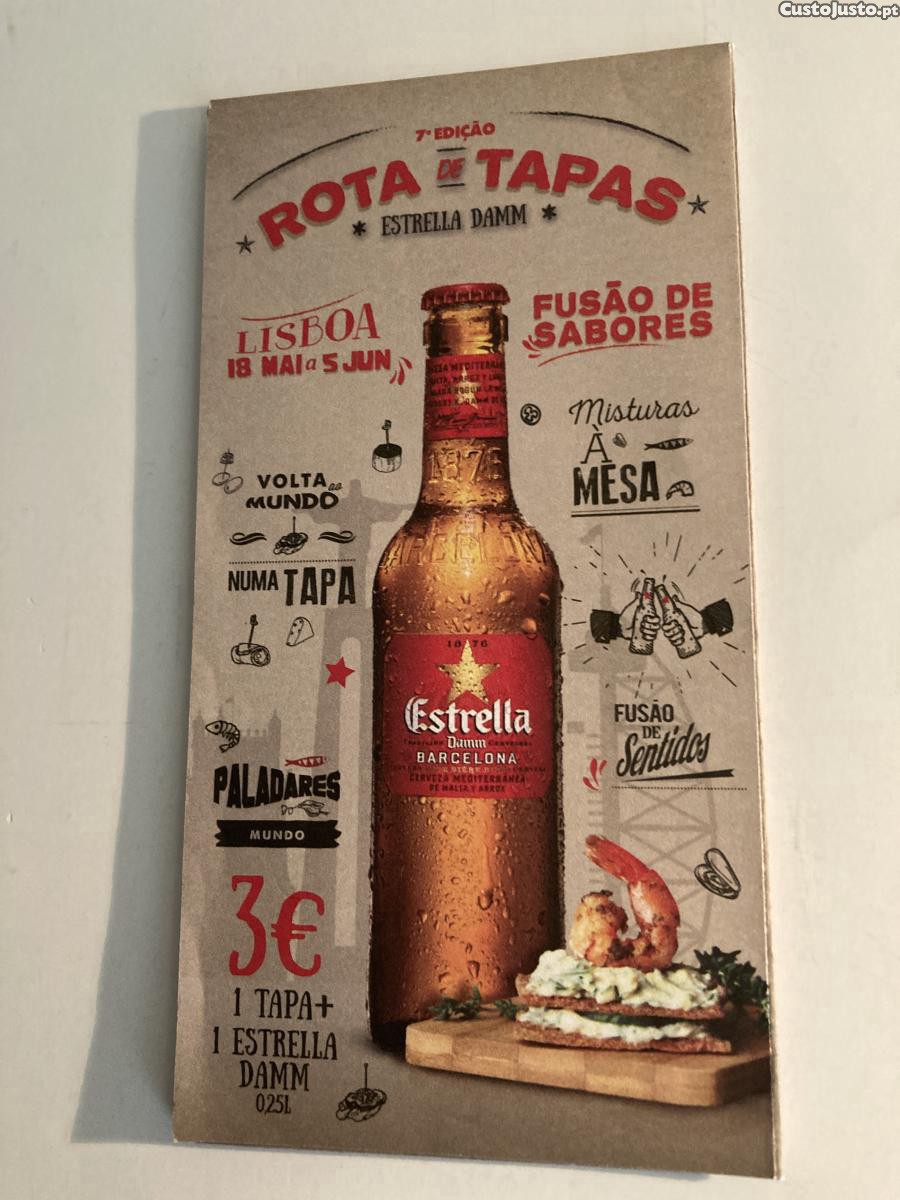 CustoJusto.pt
7ª EDIÇÃO
ROTA DE TAPAS
* ESTRELLA DAMM *
LISBOA
18 MAI a 5 JUN
FUSÃO DE
SABORES
Misturas
À
MESA
VOLTA ao
MUNDO
NUMA TAPA
1876
BARCELONA
1876
Estrella
Damm
BARCELONA
CERVEZA MEDITERRÁNEA
DE MALTA Y ARROZ
FUSÃO
DE
Sentidos
PALADARES
MUNDO
3€
1 TAPA+
1 ESTRELLA
DAMM
0,25L